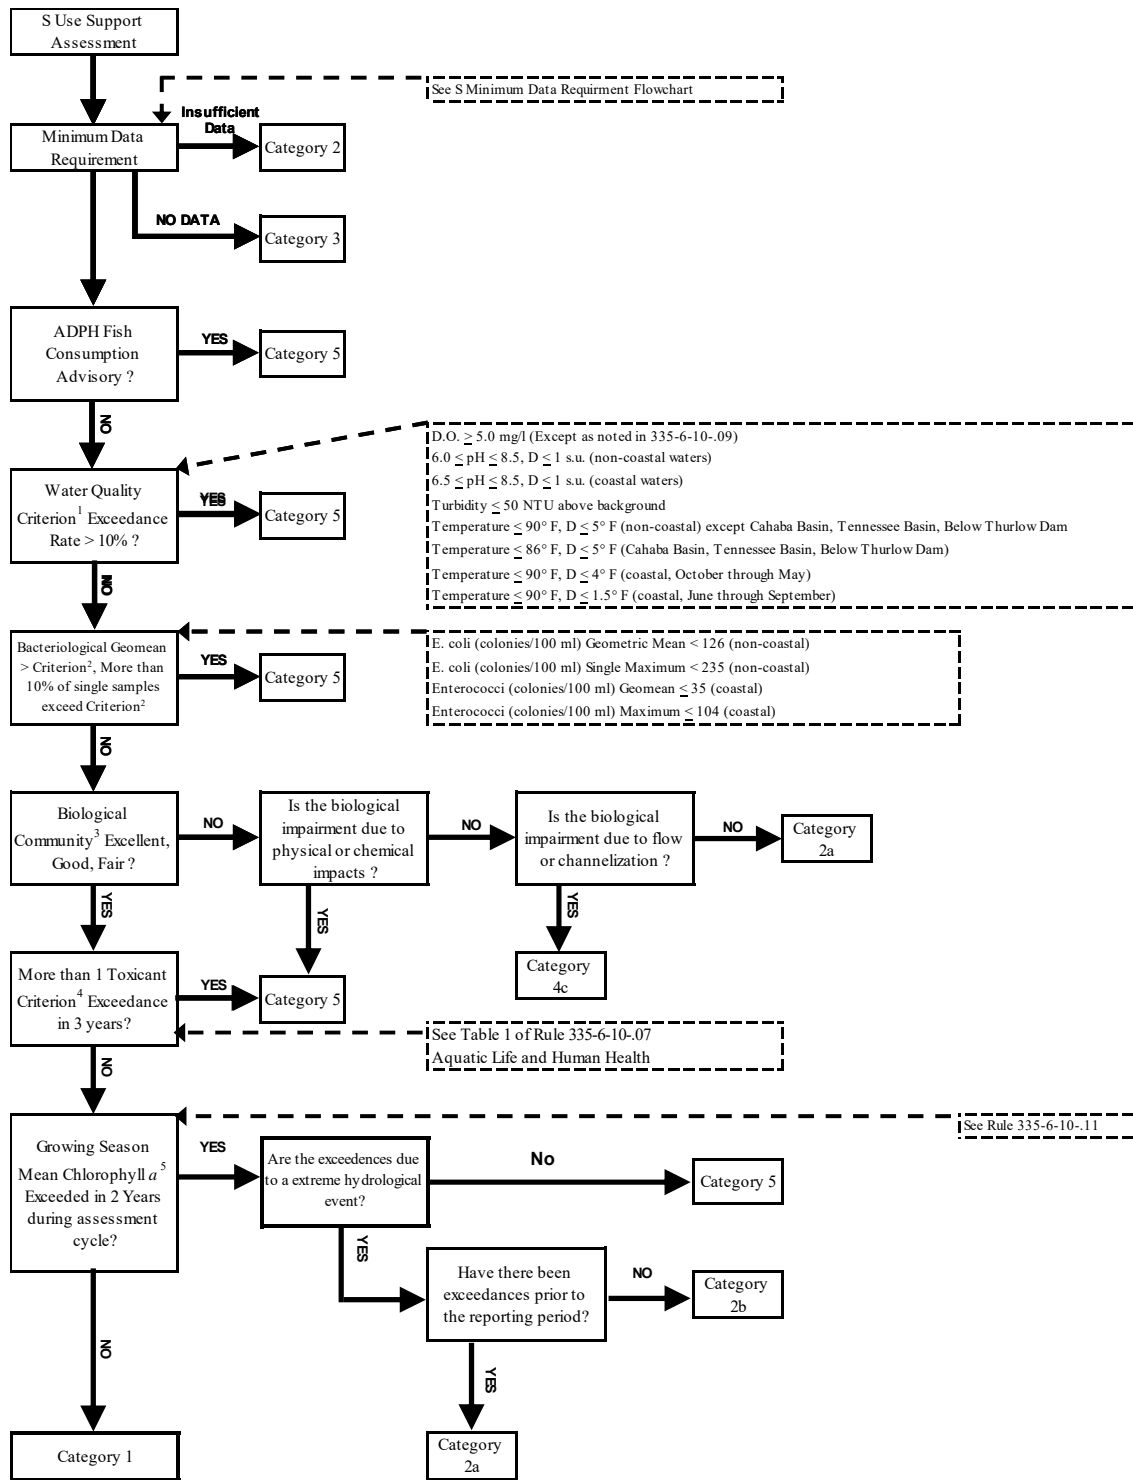 S Use Support
Assessment
See S Minimum Data Requirment Flowchart
Insufficient
Data
Minimum Data
Requirement
Category 2
NO DATA
Category 3
ADPH Fish
Consumption
Advisory ?
YES
Category 5
NO
D.O. ≥ 5.0 mg/l (Except as noted in 335-6-10-.09)
6.0 ≤ pH ≤ 8.5, D ≤ 1 s.u. (non-coastal waters)
6.5 ≤ pH ≤ 8.5, D ≤ 1 s.u. (coastal waters)
Turbidity ≤ 50 NTU above background
Temperature ≤ 90° F, D ≤ 5° F (non-coastal) except Cahaba Basin, Tennessee Basin, Below Thurlow Dam
Temperature ≤ 86° F, D ≤ 5° F (Cahaba Basin, Tennessee Basin, Below Thurlow Dam)
Temperature ≤ 90° F, D ≤ 4° F (coastal, October through May)
Temperature ≤ 90° F, D ≤ 1.5° F (coastal, June through September)
Water Quality
Criterion1 Exceedance
Rate > 10% ?
YES
Category 5
NO
Bacteriological Geomean
> Criterion2, More than
10% of single samples
exceed Criterion2
YES
Category 5
E. coli (colonies/100 ml) Geometric Mean < 126 (non-coastal)
E. coli (colonies/100 ml) Single Maximum < 235 (non-coastal)
Enterococci (colonies/100 ml) Geomean ≤ 35 (coastal)
Enterococci (colonies/100 ml) Maximum ≤ 104 (coastal)
NO
Biological
Community3 Excellent,
Good, Fair ?
NO
Is the biological
impairment due to
physical or chemical
impacts ?
NO
Is the biological
impairment due to flow
or channelization ?
NO
Category
2a
YES
YES
YES
More than 1 Toxicant
Criterion4 Exceedance
in 3 years?
YES
Category 5
Category
4c
See Table 1 of Rule 335-6-10-.07
Aquatic Life and Human Health
NO
See Rule 335-6-10-.11
Growing Season
Mean Chlorophyll a5
Exceeded in 2 Years
during assessment
cycle?
YES
Are the exceedences due
to a extreme hydrological
event?
No
Category 5
YES
Have there been
exceedances prior to
the reporting period?
NO
Category
2b
NO
YES
Category 1
Category
2a